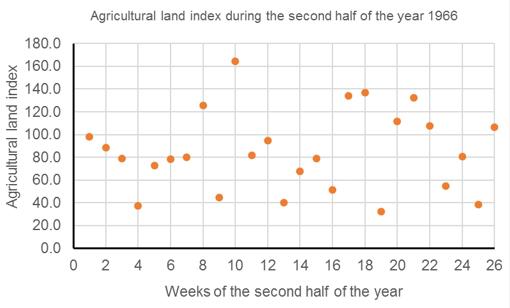 Agricultural land index during the second half of the year 1966
180.0
160.0
140.0
120.0
100.0
80.0
60.0
40.0
20.0
0.0
Agricultural land index
0 2 4 6 8 10 12 14 16 18 20 22 24 26
Weeks of the second half of the year